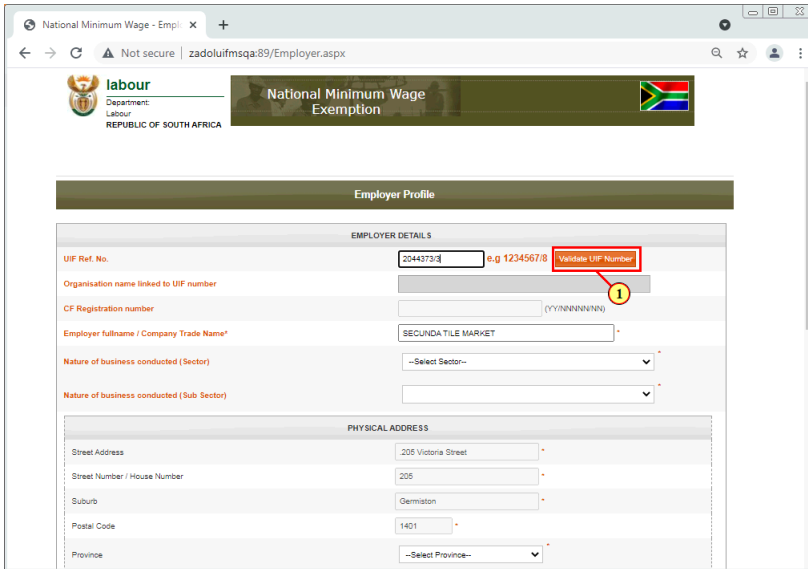 National Minimum Wage - Empl
Not secure | zadoluifmsqa:89/Employer.aspx
labour
Department:
Labour
REPUBLIC OF SOUTH AFRICA
National Minimum Wage
Exemption
Employer Profile
EMPLOYER DETAILS
UIF Ref. No. 2044373/3 e.g 1234567/8 Validate UIF Number
1
Organisation name linked to UIF number
CF Registration number (YY/NNNNN/NN)
Employer fullname / Company Trade Name* SECUNDA TILE MARKET *
Nature of business conducted (Sector) --Select Sector-- *
Nature of business conducted (Sub Sector) *
PHYSICAL ADDRESS
Street Address .205 Victoria Street *
Street Number / House Number 205 *
Suburb Germiston *
Postal Code 1401 *
Province --Select Province-- *